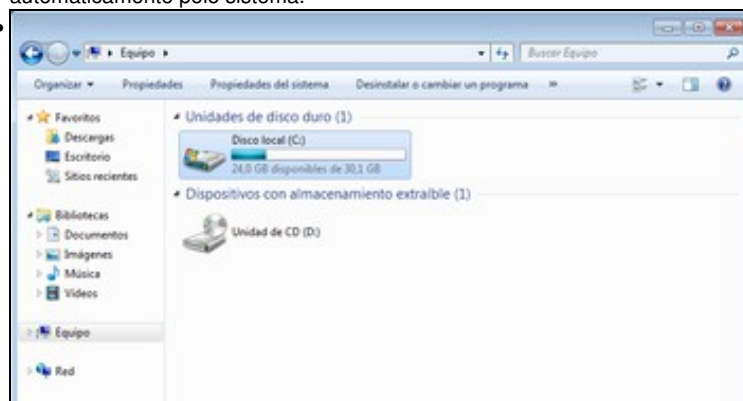 automaticamente pelo sistema.
Equipo
Buscar Equipo
Organizar
Propiedades
Propiedades del sistema
Desinstalar o cambiar un programa
»
Favoritos
Descargas
Escritorio
Sitios recientes
Bibliotecas
Documentos
Imágenes
Música
Videos
Equipo
Red
Unidades de disco duro (1)
Disco local (C:)
24,0 GB disponibles de 30,1 GB
Dispositivos con almacenamiento extraíble (1)
Unidad de CD (D:)